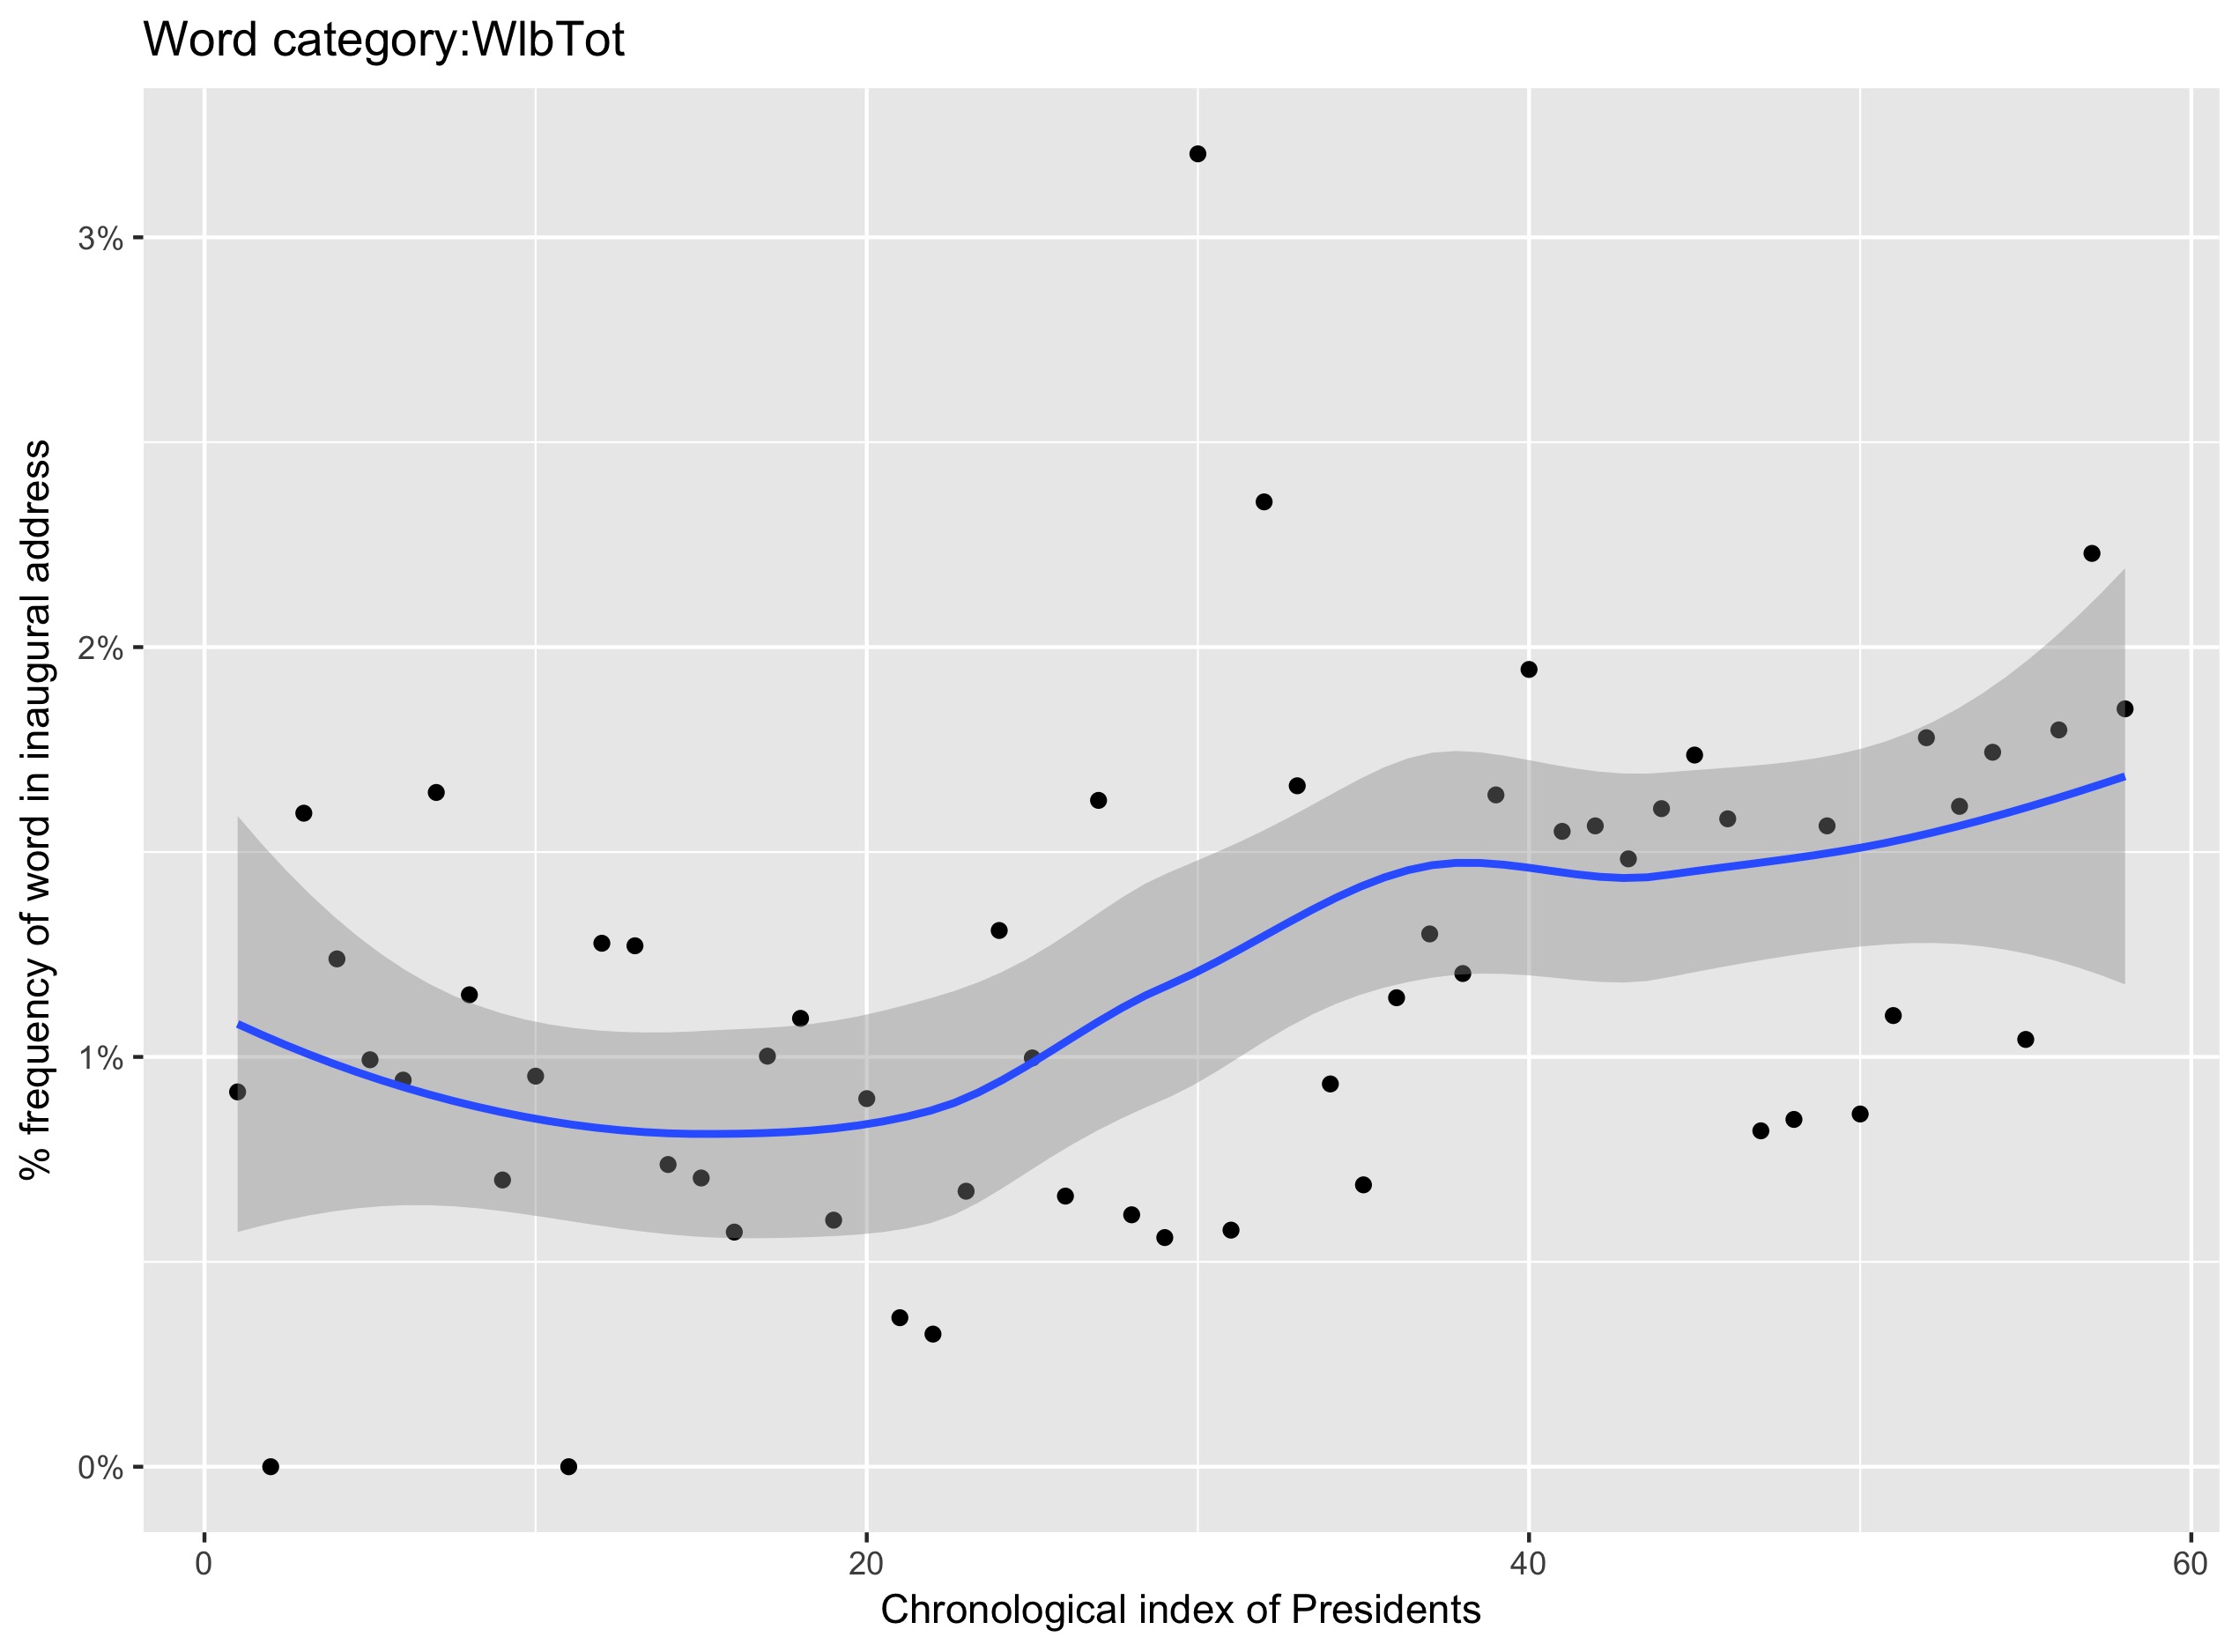 Word category:WlbTot
% frequency of word in inaugural address
3%
2%
1%
0%
0
20
40
60
Chronological index of Presidents